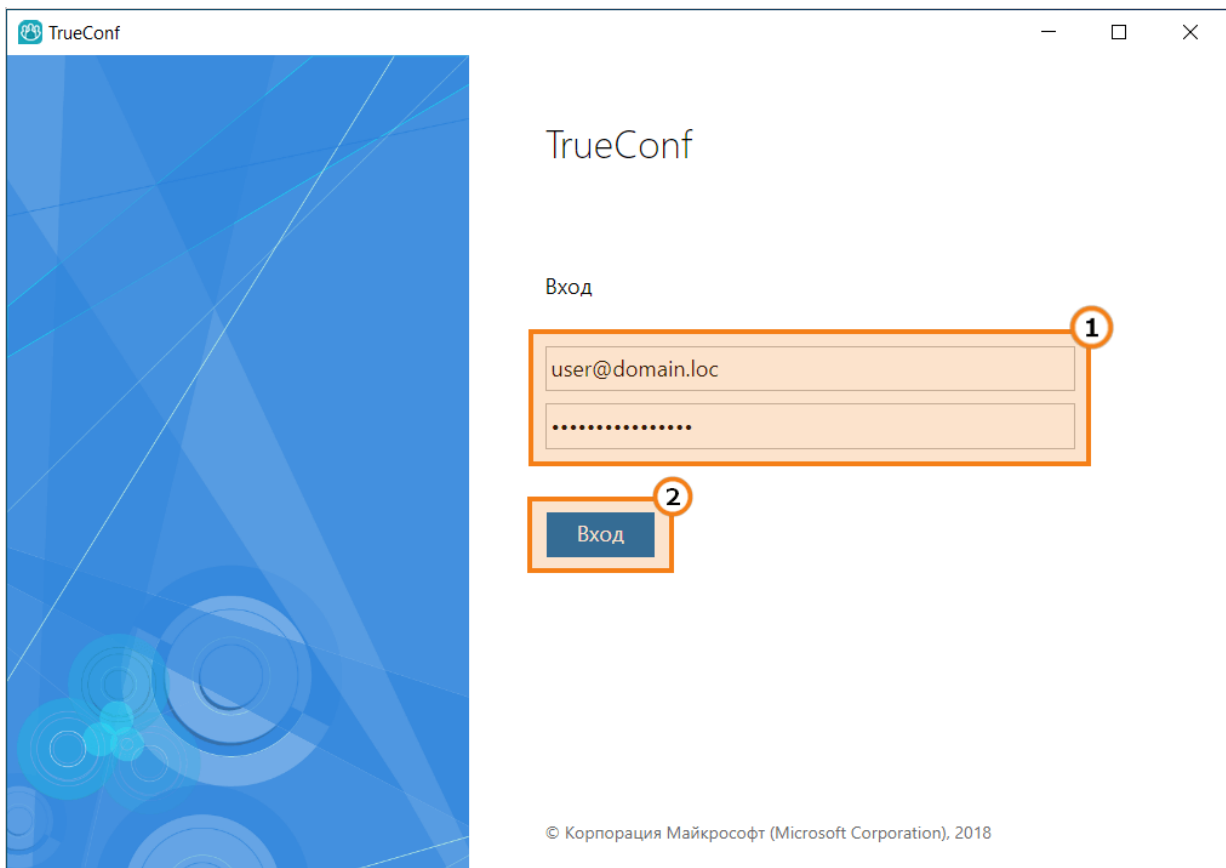 TrueConf
TrueConf
Вход
1
user@domain.loc
••••••••••••••••
2
Вход
© Корпорация Майкрософт (Microsoft Corporation), 2018